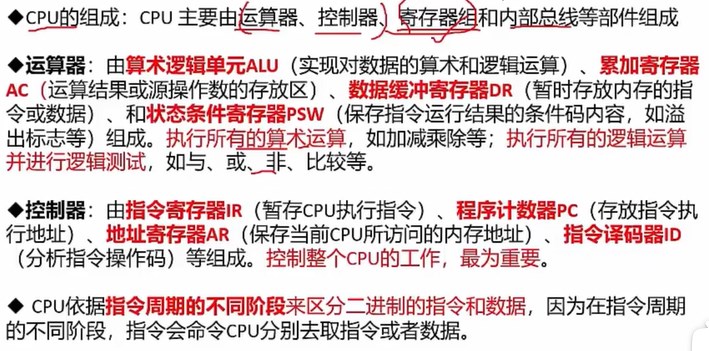 ◆CPU的组成：CPU 主要由运算器、控制器、寄存器组和内部总线等部件组成
◆运算器：由算术逻辑单元ALU（实现对数据的算术和逻辑运算）、累加寄存器
AC（运算结果或源操作数的存放区）、数据缓冲寄存器DR（暂时存放内存的指
令或数据）、和状态条件寄存器PSW（保存指令运行结果的条件码内容，如溢
出标志等）组成。执行所有的算术运算，如加减乘除等；执行所有的逻辑运算
并进行逻辑测试，如与、或、非、比较等。
◆控制器：由指令寄存器IR（暂存CPU执行指令）、程序计数器PC（存放指令执
行地址）、地址寄存器AR（保存当前CPU所访问的内存地址）、指令译码器ID
（分析指令操作码）等组成。控制整个CPU的工作，最为重要。
◆ CPU依据指令周期的不同阶段来区分二进制的指令和数据，因为在指令周期
的不同阶段，指令会命令CPU分别去取指令或者数据。